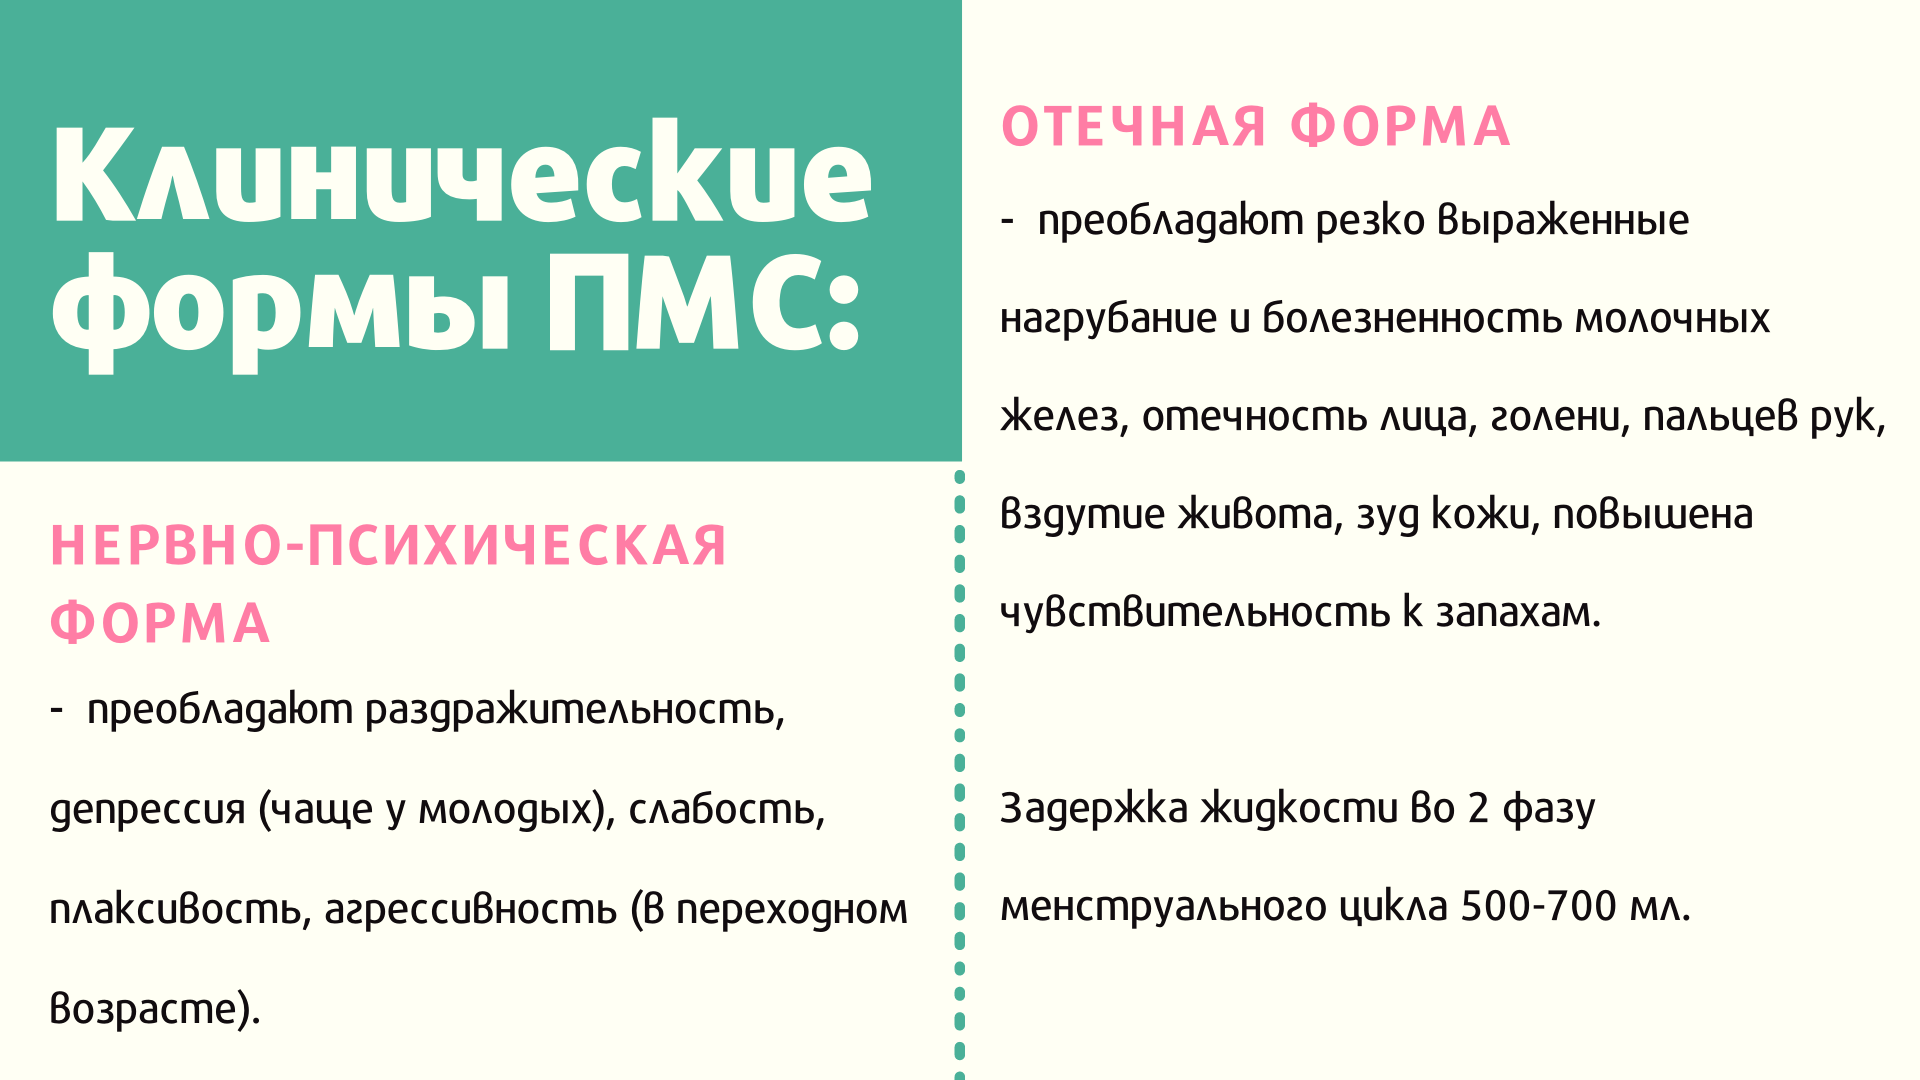 Клинические
формы ПМС:
НЕРВНО-ПСИХИЧЕСКАЯ
ФОРМА
- преобладают раздражительность,
депрессия (чаще у молодых), слабость,
плаксивость, агрессивность (в переходном
возрасте).
ОТЕЧНАЯ ФОРМА
- преобладают резко выраженные
нагрубание и болезненность молочных
желез, отечность лица, голени, пальцев рук,
вздутие живота, зуд кожи, повышена
чувствительность к запахам.
Задержка жидкости во 2 фазу
менструального цикла 500-700 мл.